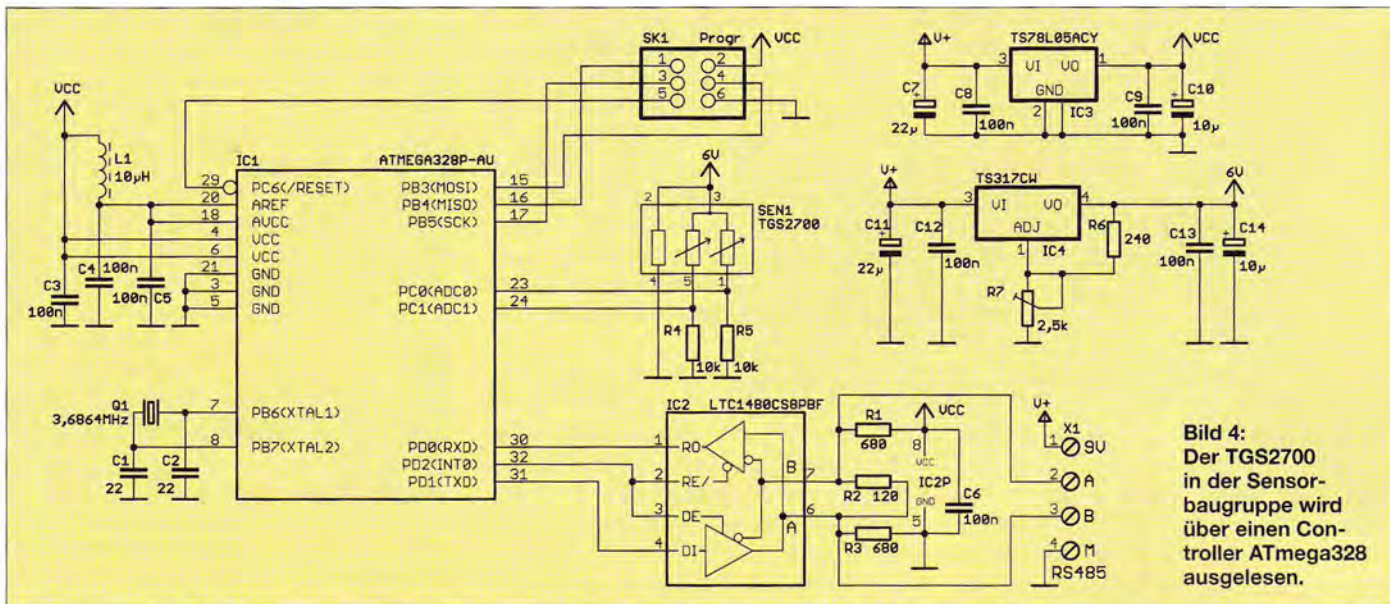 SK1 Progr VCC
1 2
3 4
5 6
VCC
L1
10µH
C3
100n
C4
100n
100n C5
IC1 ATMEGA328P-AU
29 PC6(/RESET)
20 AREF
18 AVCC
4 VCC
6 VCC
21 GND
3 GND
5 GND
PB3(MOSI) 15
PB4(MISO) 16
PB5(SCK) 17
PC0(ADC0) 23
PC1(ADC1) 24
Q1
3,6864MHz
7 PB6(XTAL1)
8 PB7(XTAL2)
C1
22
C2
22
PD0(RXD) 30
PD2(INT0) 32
PD1(TXD) 31
6V
2 3
SEN1
TGS2700
4 5 1
R4
10k
R5
10k
IC2 LTC1480CS8PBF
1 RO
2 RE/
3 DE
4 DI
B 7
A 6
R1
680
R2 120
R3 680
VCC
8
VCC
IC2P
GND
5
C6
100n
V+
X1
1 9V
2 A
3 B
4 M
RS485
V+ TS78L05ACY VCC
3 VI VO 1
GND
2 IC3
C7
+
22µ
C8
100n
C9
100n
C10
+
10µ
V+ TS317CW 6V
3 VI VO 4
ADJ
1 IC4
C11
+
22µ
C12
100n
R6
240
R7
2,5k
C13
100n
C14
+
10µ
Bild 4:
Der TGS2700
in der Sensor-
baugruppe wird
über einen Con-
troller ATmega328
ausgelesen.